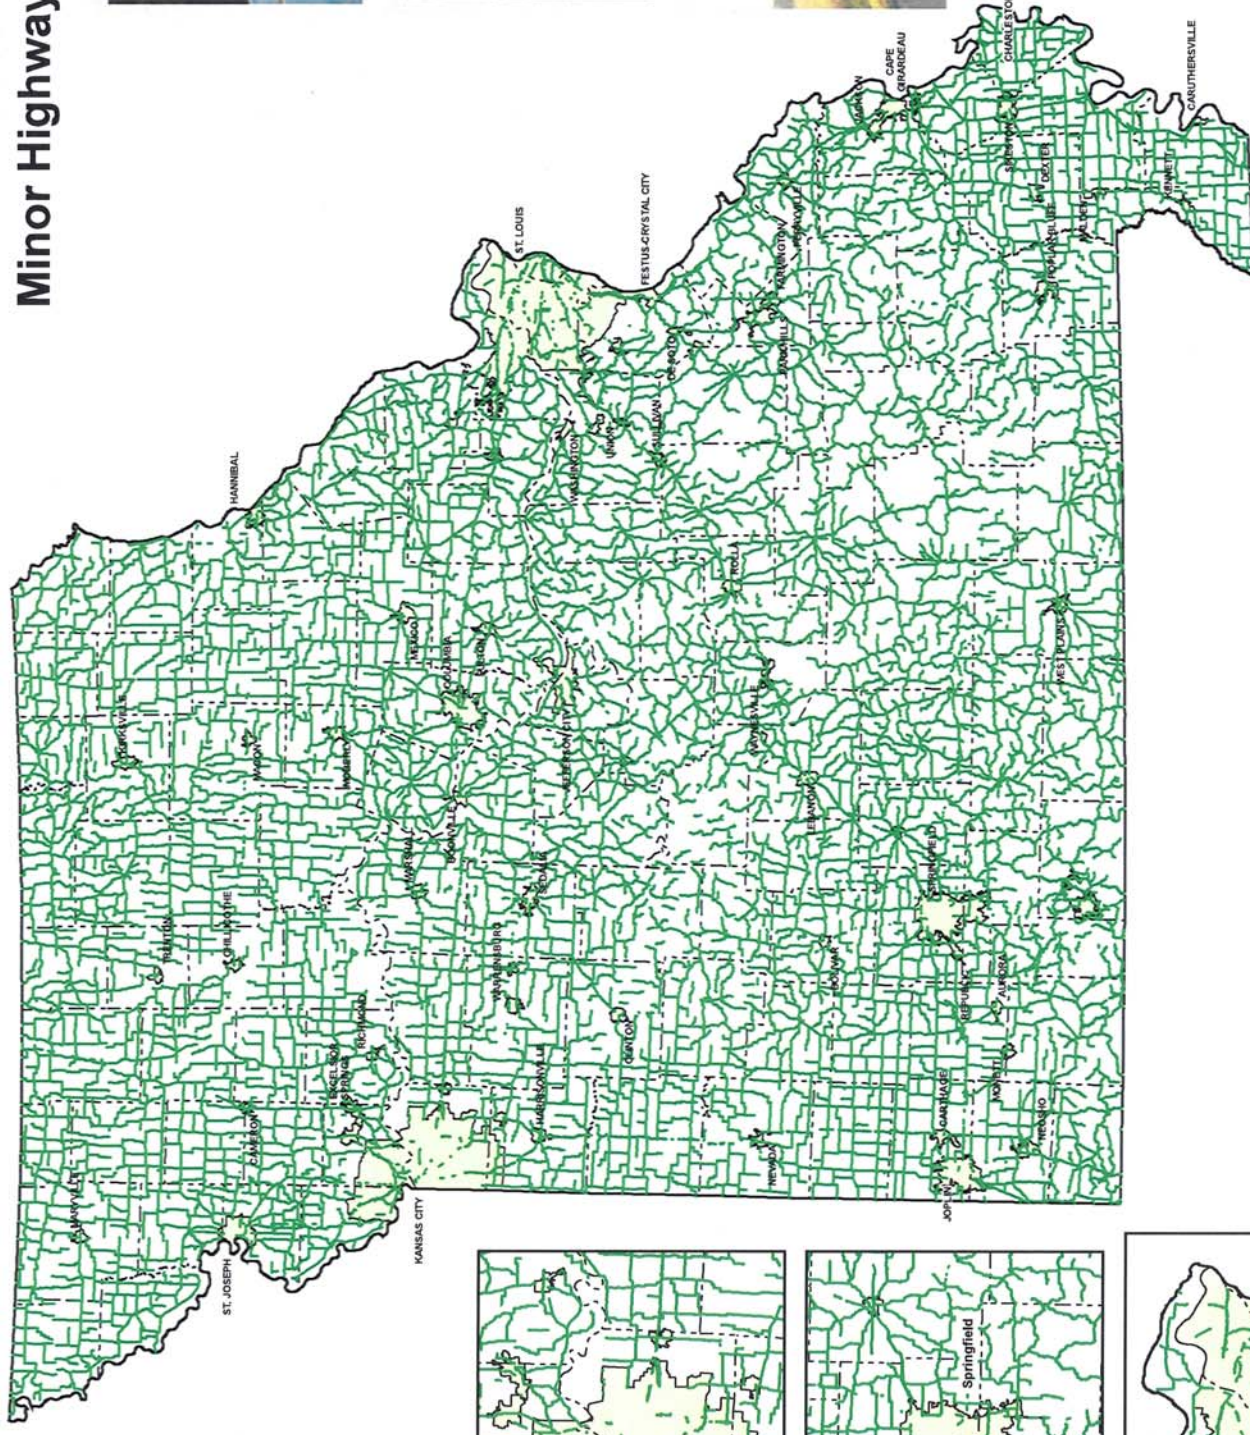 Minor Highway
MARYVILLE
ST. JOSEPH
CAMERON
TRENTON
CHILLICOTHE
KIRKSVILLE
MACON
MOBERLY
HANNIBAL
EXCELSIOR
SPRINGS
RICHMOND
KANSAS CITY
MARSHALL
BOONVILLE
MEXICO
COLUMBIA
FULTON
ST. LOUIS
WARRENSBURG
SEDALIA
HARRISONVILLE
JEFFERSON CITY
WASHINGTON
UNION
CLINTON
SULLIVAN
DE SOTO
FESTUS-CRYSTAL CITY
NEVADA
WAYNESVILLE
ROLLA
PARK HILLS
FARMINGTON
PERRYVILLE
JACKSON
CAPE
GIRARDEAU
BOLIVAR
LEBANON
JOPLIN
CARTHAGE
SPRINGFIELD
REPUBLIC
AURORA
MONETT
NEOSHO
WEST PLAINS
POPLAR BLUFF
DEXTER
SIKESTON
CHARLESTO
MALDEN
KENNETT
CARUTHERSVILLE
Springfield